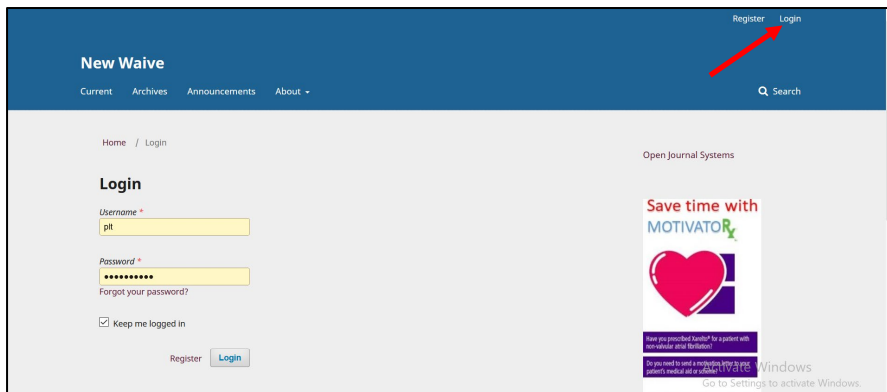 Register Login
New Waive
Current Archives Announcements About
Search
Home / Login
Login
Username *
plt
Password *
••••••••••
Forgot your password?
Keep me logged in
Register Login
Open Journal Systems
Save time with
MOTIVATORx
Have you prescribed Xarelto® for a patient with
non-valvular atrial fibrillation?
Do you need to send a motivation letter to your
patient's medical aid or scheme?
Activate Windows
Go to Settings to activate Windows.